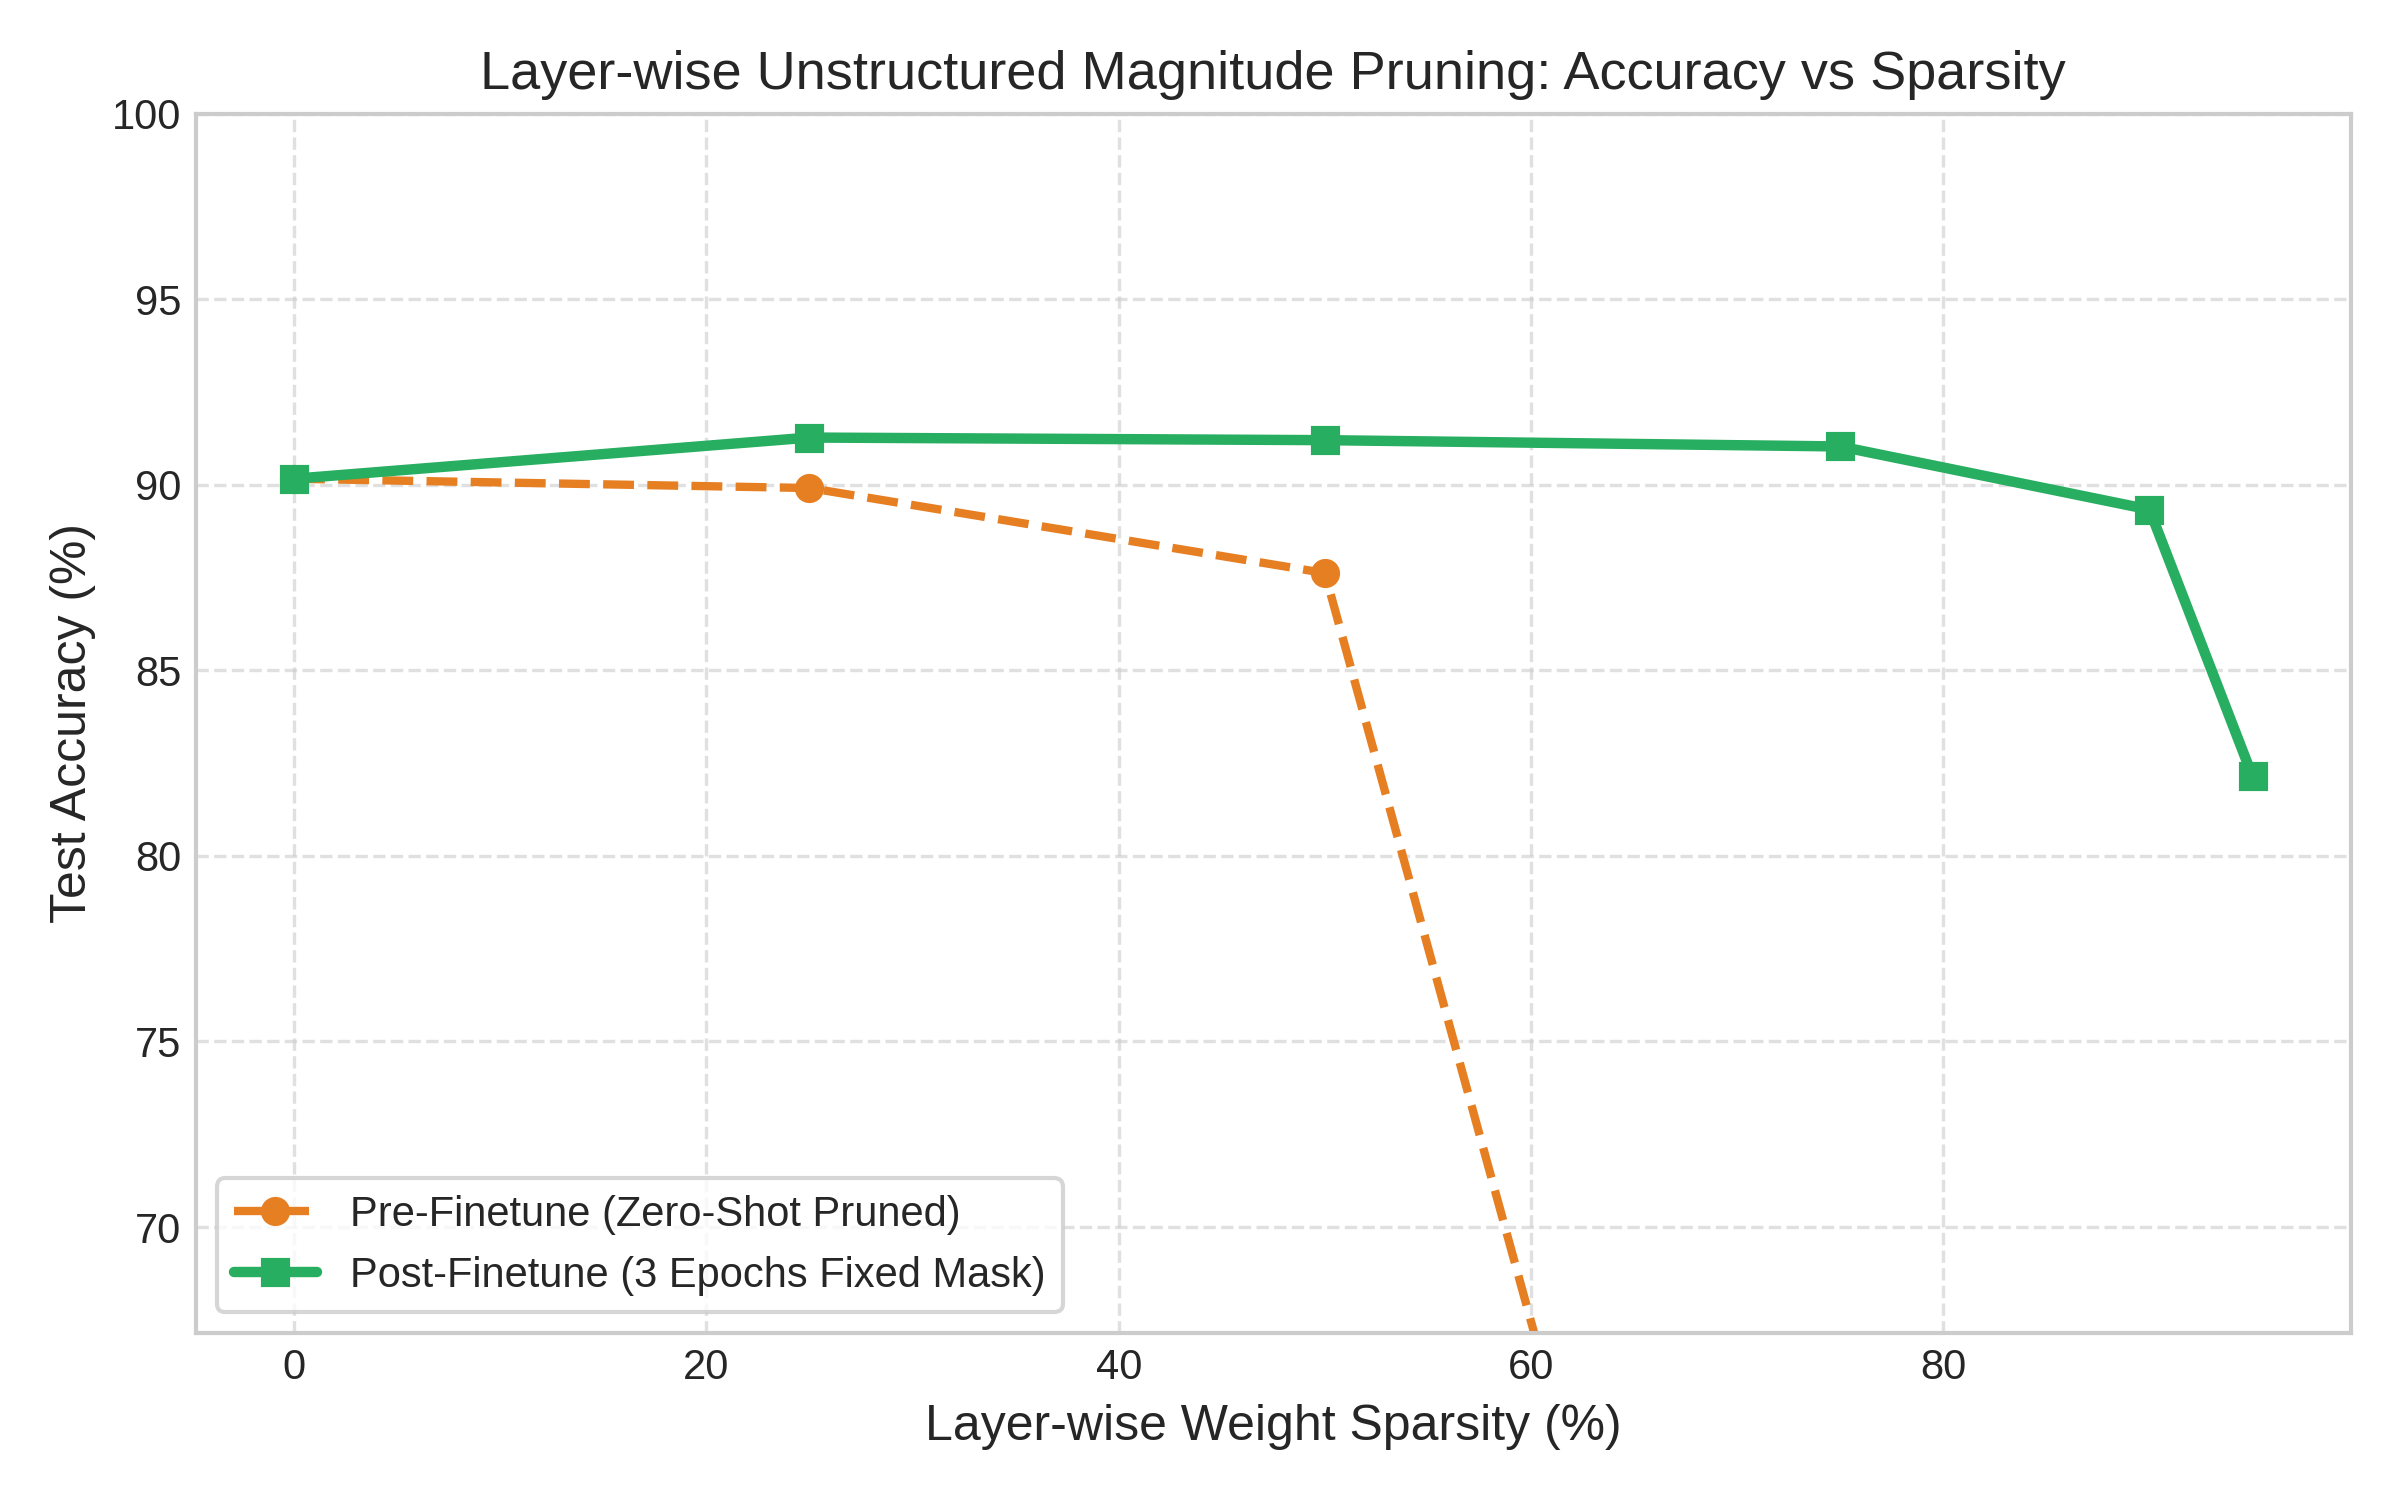 Layer-wise Unstructured Magnitude Pruning: Accuracy vs Sparsity
100
95
90
85
80
75
70
Test Accuracy (%)
Pre-Finetune (Zero-Shot Pruned)
Post-Finetune (3 Epochs Fixed Mask)
0 20 40 60 80
Layer-wise Weight Sparsity (%)